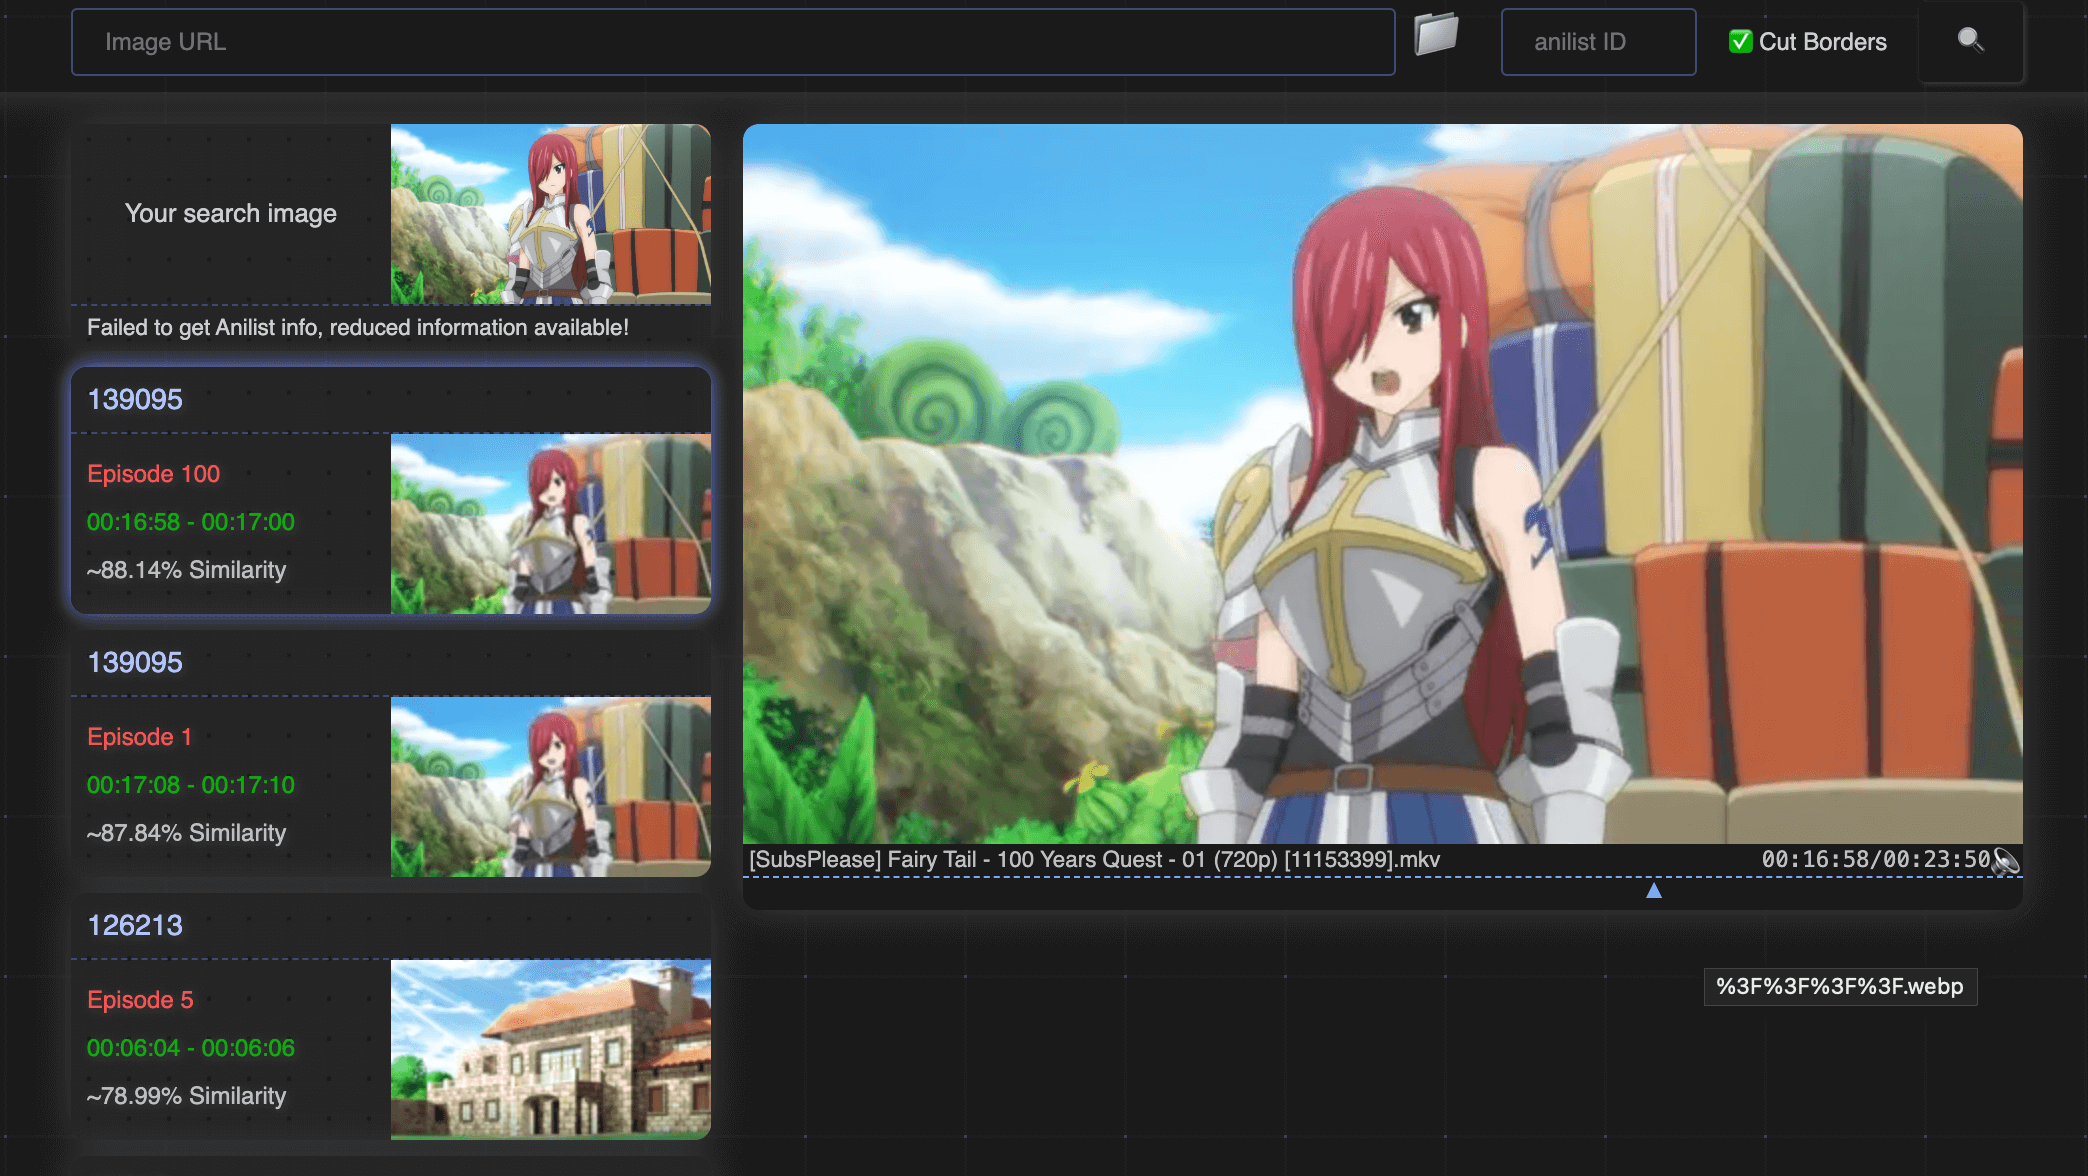 Image URL
anilist ID
Cut Borders
Your search image
Failed to get Anilist info, reduced information available!
139095
Episode 100
00:16:58 - 00:17:00
~88.14% Similarity
139095
Episode 1
00:17:08 - 00:17:10
~87.84% Similarity
126213
Episode 5
00:06:04 - 00:06:06
~78.99% Similarity
[SubsPlease] Fairy Tail - 100 Years Quest - 01 (720p) [11153399].mkv
00:16:58/00:23:50
%3F%3F%3F%3F.webp